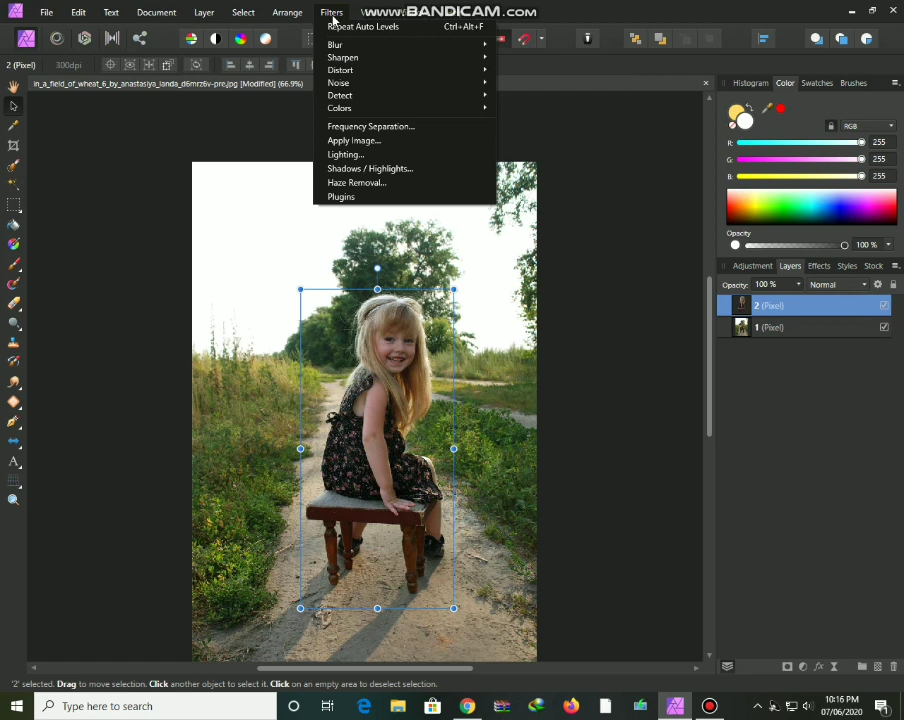 File Edit Text Document Layer Select Arrange Filters
WWW.BANDICAM.COM
2 (Pixel) 300dpi
in_a_field_of_wheat_6_by_anastasiya_landa_d6mrz6v-pre.jpg [Modified] (66.9%)
Repeat Auto Levels Ctrl+Alt+F
Blur
Sharpen
Distort
Noise
Detect
Colors
Frequency Separation...
Apply Image...
Lighting...
Shadows / Highlights...
Haze Removal...
Plugins
Histogram Color Swatches Brushes
RGB
R: 255
G: 255
B: 255
Opacity
100 %
Adjustment Layers Effects Styles Stock
Opacity: 100 % Normal
2 (Pixel)
1 (Pixel)
'2' selected. Drag to move selection. Click another object to select it. Click on an empty area to deselect selection.
Type here to search
10:16 PM
07/06/2020